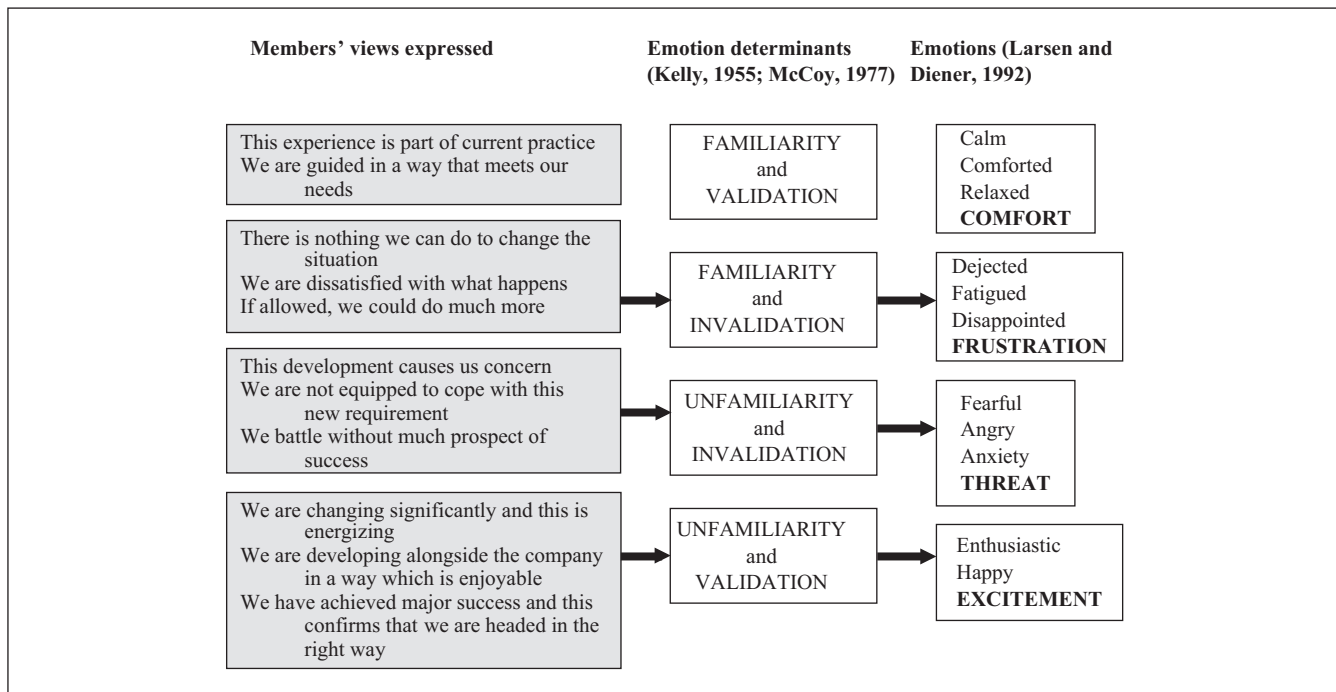 Members’ views expressed
Emotion determinants
(Kelly, 1955; McCoy, 1977)
Emotions (Larsen and
Diener, 1992)
This experience is part of current practice
We are guided in a way that meets our
needs
FAMILIARITY
and
VALIDATION
Calm
Comforted
Relaxed
COMFORT
There is nothing we can do to change the
situation
We are dissatisfied with what happens
If allowed, we could do much more
FAMILIARITY
and
INVALIDATION
Dejected
Fatigued
Disappointed
FRUSTRATION
This development causes us concern
We are not equipped to cope with this
new requirement
We battle without much prospect of
success
UNFAMILIARITY
and
INVALIDATION
Fearful
Angry
Anxiety
THREAT
We are changing significantly and this is
energizing
We are developing alongside the company
in a way which is enjoyable
We have achieved major success and this
confirms that we are headed in the
right way
UNFAMILIARITY
and
VALIDATION
Enthusiastic
Happy
EXCITEMENT